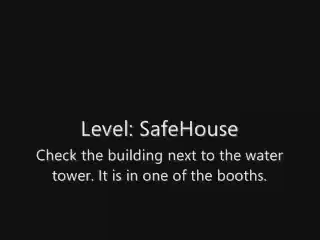 Level: SafeHouse
Check the building next to the water
tower. It is in one of the booths.